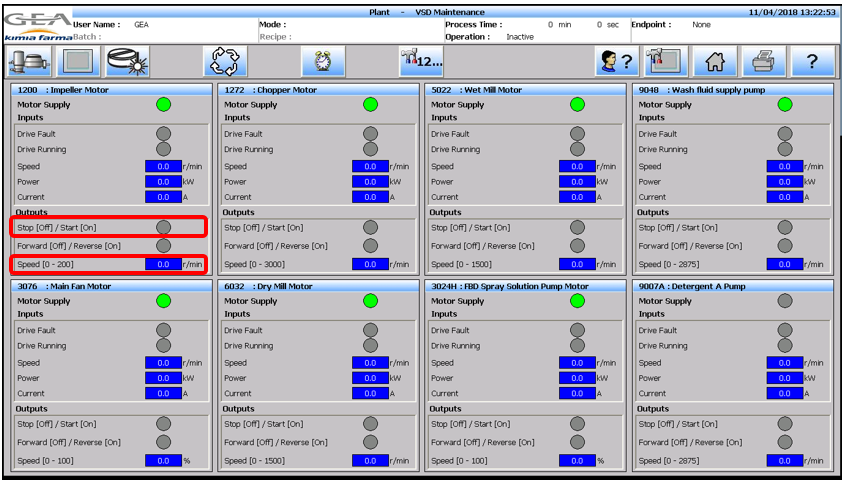 Plant - VSD Maintenance 11/04/2018 13:22:53
GEA
kimia farma
User Name : GEA
Batch :
Mode :
Recipe :
Process Time : 0 min 0 sec
Operation : Inactive
Endpoint : None
12...
?
?
1200 : Impeller Motor
Motor Supply
Inputs
Drive Fault
Drive Running
Speed 0.0 r/min
Power 0.0 kW
Current 0.0 A
Outputs
Stop [Off] / Start [On]
Forward [Off] / Reverse [On]
Speed [0 - 200] 0.0 r/min
1272 : Chopper Motor
Motor Supply
Inputs
Drive Fault
Drive Running
Speed 0.0 r/min
Power 0.0 kW
Current 0.0 A
Outputs
Stop [Off] / Start [On]
Forward [Off] / Reverse [On]
Speed [0 - 3000] 0.0 r/min
5022 : Wet Mill Motor
Motor Supply
Inputs
Drive Fault
Drive Running
Speed 0.0 r/min
Power 0.0 kW
Current 0.0 A
Outputs
Stop [Off] / Start [On]
Forward [Off] / Reverse [On]
Speed [0 - 1500] 0.0 r/min
9048 : Wash fluid supply pump
Motor Supply
Inputs
Drive Fault
Drive Running
Speed 0.0 r/min
Power 0.0 kW
Current 0.0 A
Outputs
Stop [Off] / Start [On]
Forward [Off] / Reverse [On]
Speed [0 - 2875] 0.0 r/min
3076 : Main Fan Motor
Motor Supply
Inputs
Drive Fault
Drive Running
Speed 0.0 r/min
Power 0.0 kW
Current 0.0 A
Outputs
Stop [Off] / Start [On]
Forward [Off] / Reverse [On]
Speed [0 - 100] 0.0 %
6032 : Dry Mill Motor
Motor Supply
Inputs
Drive Fault
Drive Running
Speed 0.0 r/min
Power 0.0 kW
Current 0.0 A
Outputs
Stop [Off] / Start [On]
Forward [Off] / Reverse [On]
Speed [0 - 1500] 0.0 r/min
3024H : FBD Spray Solution Pump Motor
Motor Supply
Inputs
Drive Fault
Drive Running
Speed 0.0 r/min
Power 0.0 kW
Current 0.0 A
Outputs
Stop [Off] / Start [On]
Forward [Off] / Reverse [On]
Speed [0 - 100] 0.0 %
9007A : Detergent A Pump
Motor Supply
Inputs
Drive Fault
Drive Running
Speed 0.0 r/min
Power 0.0 kW
Current 0.0 A
Outputs
Stop [Off] / Start [On]
Forward [Off] / Reverse [On]
Speed [0 - 2875] 0.0 r/min